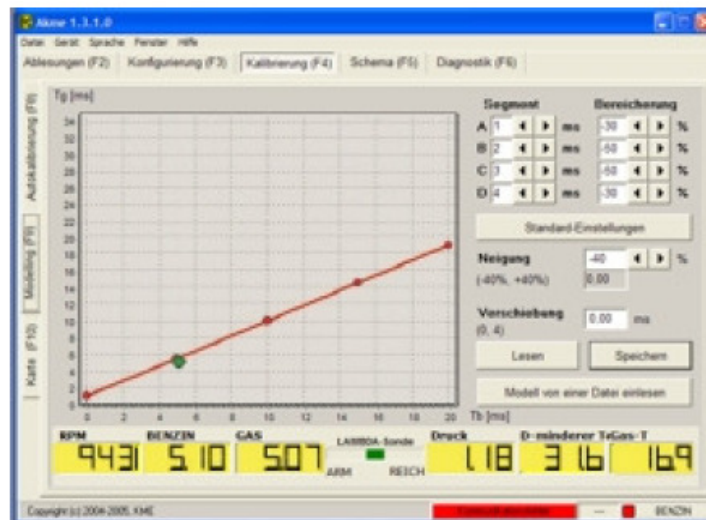 Akme 1.3.1.0
Datei Gerät Sprache Fenster Hilfe
Ablesungen (F2) Konfigurierung (F3) Kalibrierung (F4) Schema (F5) Diagnostik (F6)
Autokalibrierung (F8)
Modelling (F9)
Karte (F10)
Tg [ms]
34
32
30
28
26
24
22
20
18
16
14
12
10
8
6
4
2
0
0 2 4 6 8 10 12 14 16 18 20 Tb [ms]
Segment Bereicherung
A 1 ms -30 %
B 2 ms -50 %
C 3 ms -50 %
D 4 ms -30 %
Standard-Einstellungen
Neigung -40 %
(-40%, +40%) 0.00
Verschiebung 0.00 ms
(0, 4)
Lesen Speichern
Modell von einer Datei einlesen
RPM BENZIN GAS LAMBDA-Sonde Druck D-minderer Te Gas-T
9431 5.10 5.07 1.18 31.6 16.9
ARM REICH
Copyright (c) 2004-2005, KME --- BENZIN